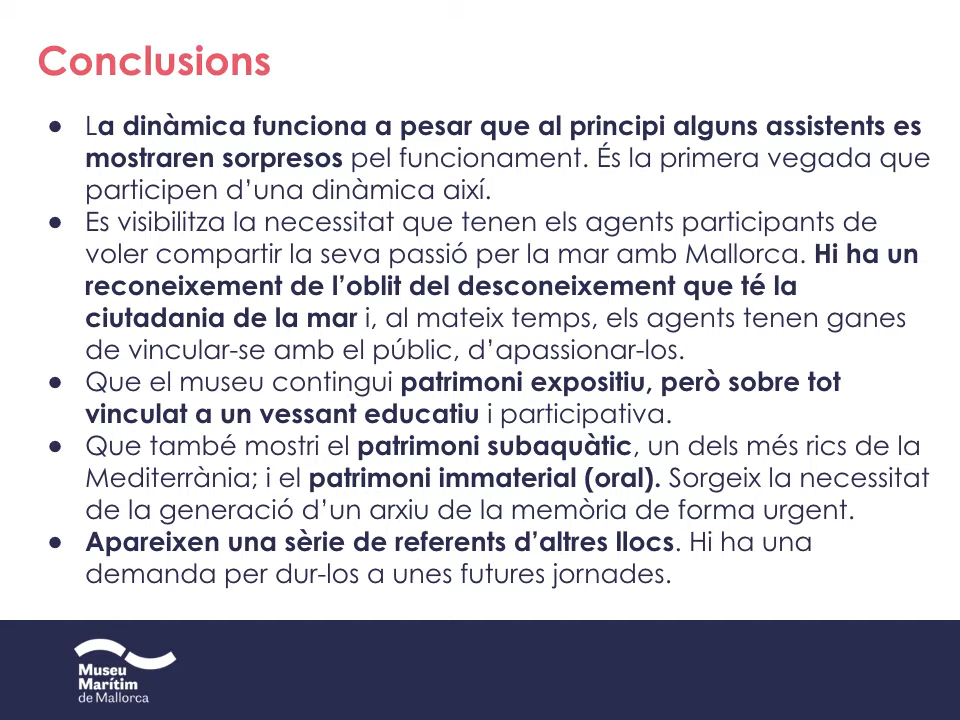 Conclusions
● La dinàmica funciona a pesar que al principi alguns assistents es
mostraren sorpresos pel funcionament. És la primera vegada que
participen d’una dinàmica així.
● Es visibilitza la necessitat que tenen els agents participants de
voler compartir la seva passió per la mar amb Mallorca. Hi ha un
reconeixement de l’oblit del desconeixement que té la
ciutadania de la mar i, al mateix temps, els agents tenen ganes
de vincular-se amb el públic, d’apassionar-los.
● Que el museu contingui patrimoni expositiu, però sobre tot
vinculat a un vessant educatiu i participativa.
● Que també mostri el patrimoni subaquàtic, un dels més rics de la
Mediterrània; i el patrimoni immaterial (oral). Sorgeix la necessitat
de la generació d’un arxiu de la memòria de forma urgent.
● Apareixen una sèrie de referents d’altres llocs. Hi ha una
demanda per dur-los a unes futures jornades.
Museu
Marítim
de Mallorca